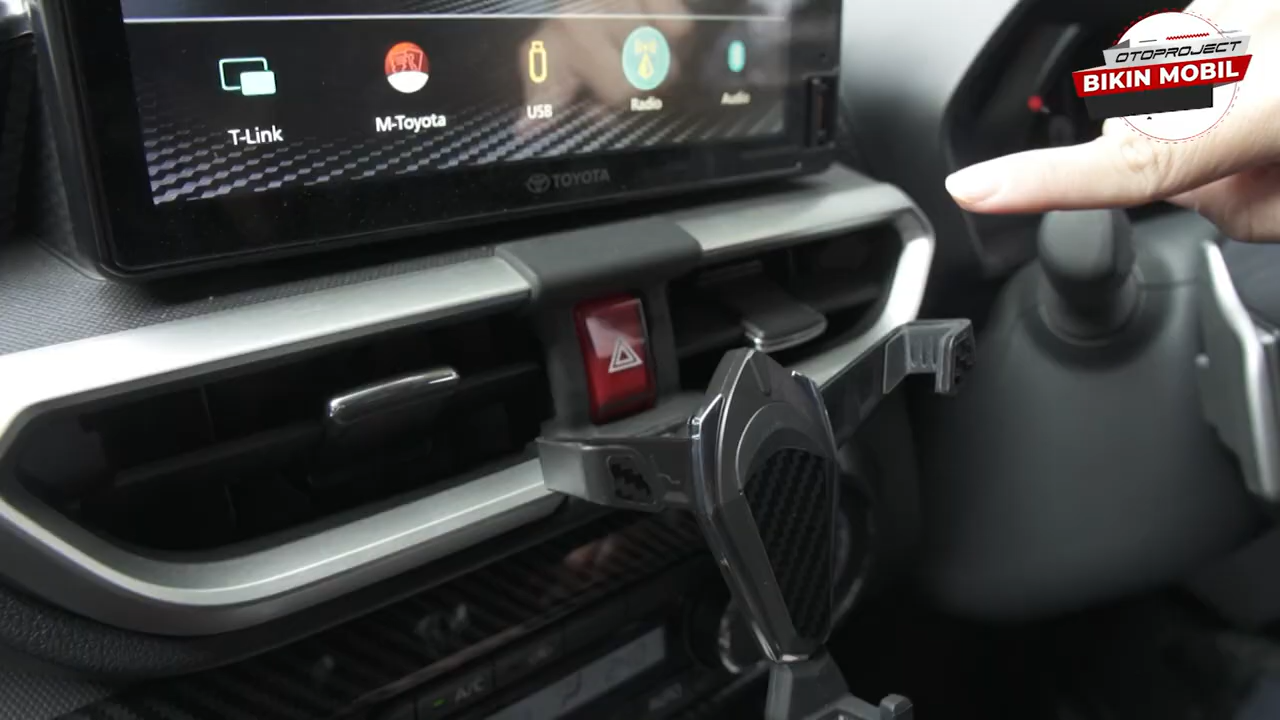 OTOPROJECT
BIKIN MOBIL
T-Link
M-Toyota
USB
Radio
Audio
TOYOTA
A/C